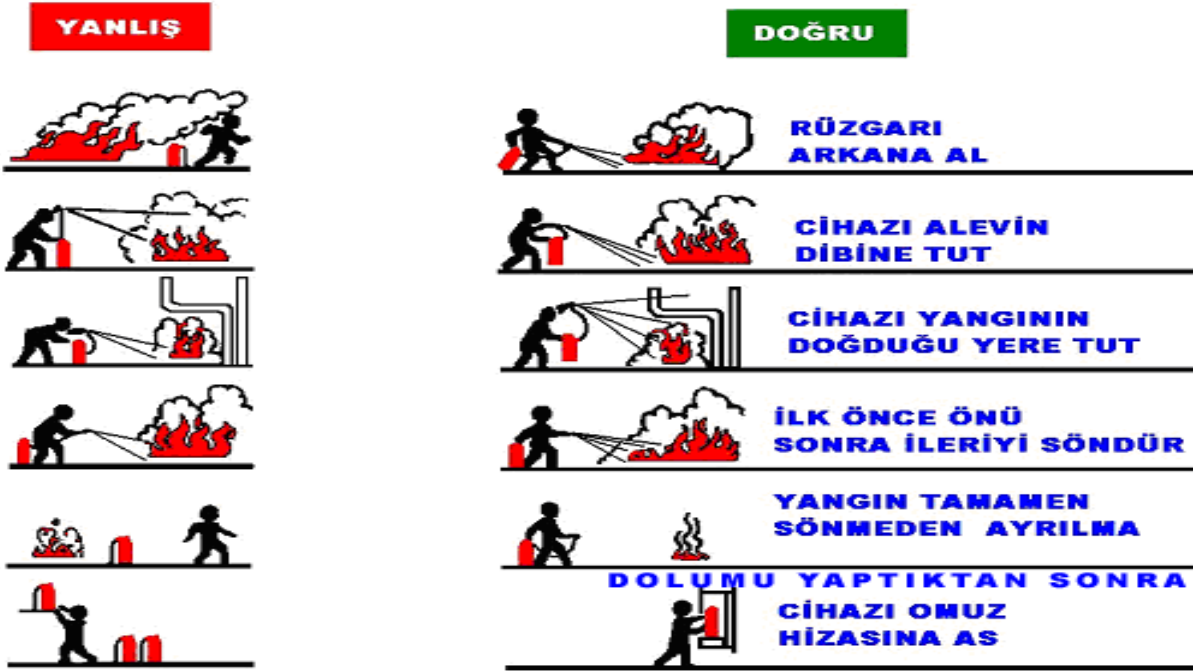 YANLIŞ
DOĞRU
RÜZGARI
ARKANA AL
CİHAZI ALEVİN
DİBİNE TUT
CİHAZI YANGININ
DOĞDUĞU YERE TUT
İLK ÖNCE ÖNÜ
SONRA İLERİYİ SÖNDÜR
YANGIN TAMAMEN
SÖNMEDEN AYRILMA
DOLUMU YAPTIKTAN SONRA
CİHAZI OMUZ
HİZASINA AS